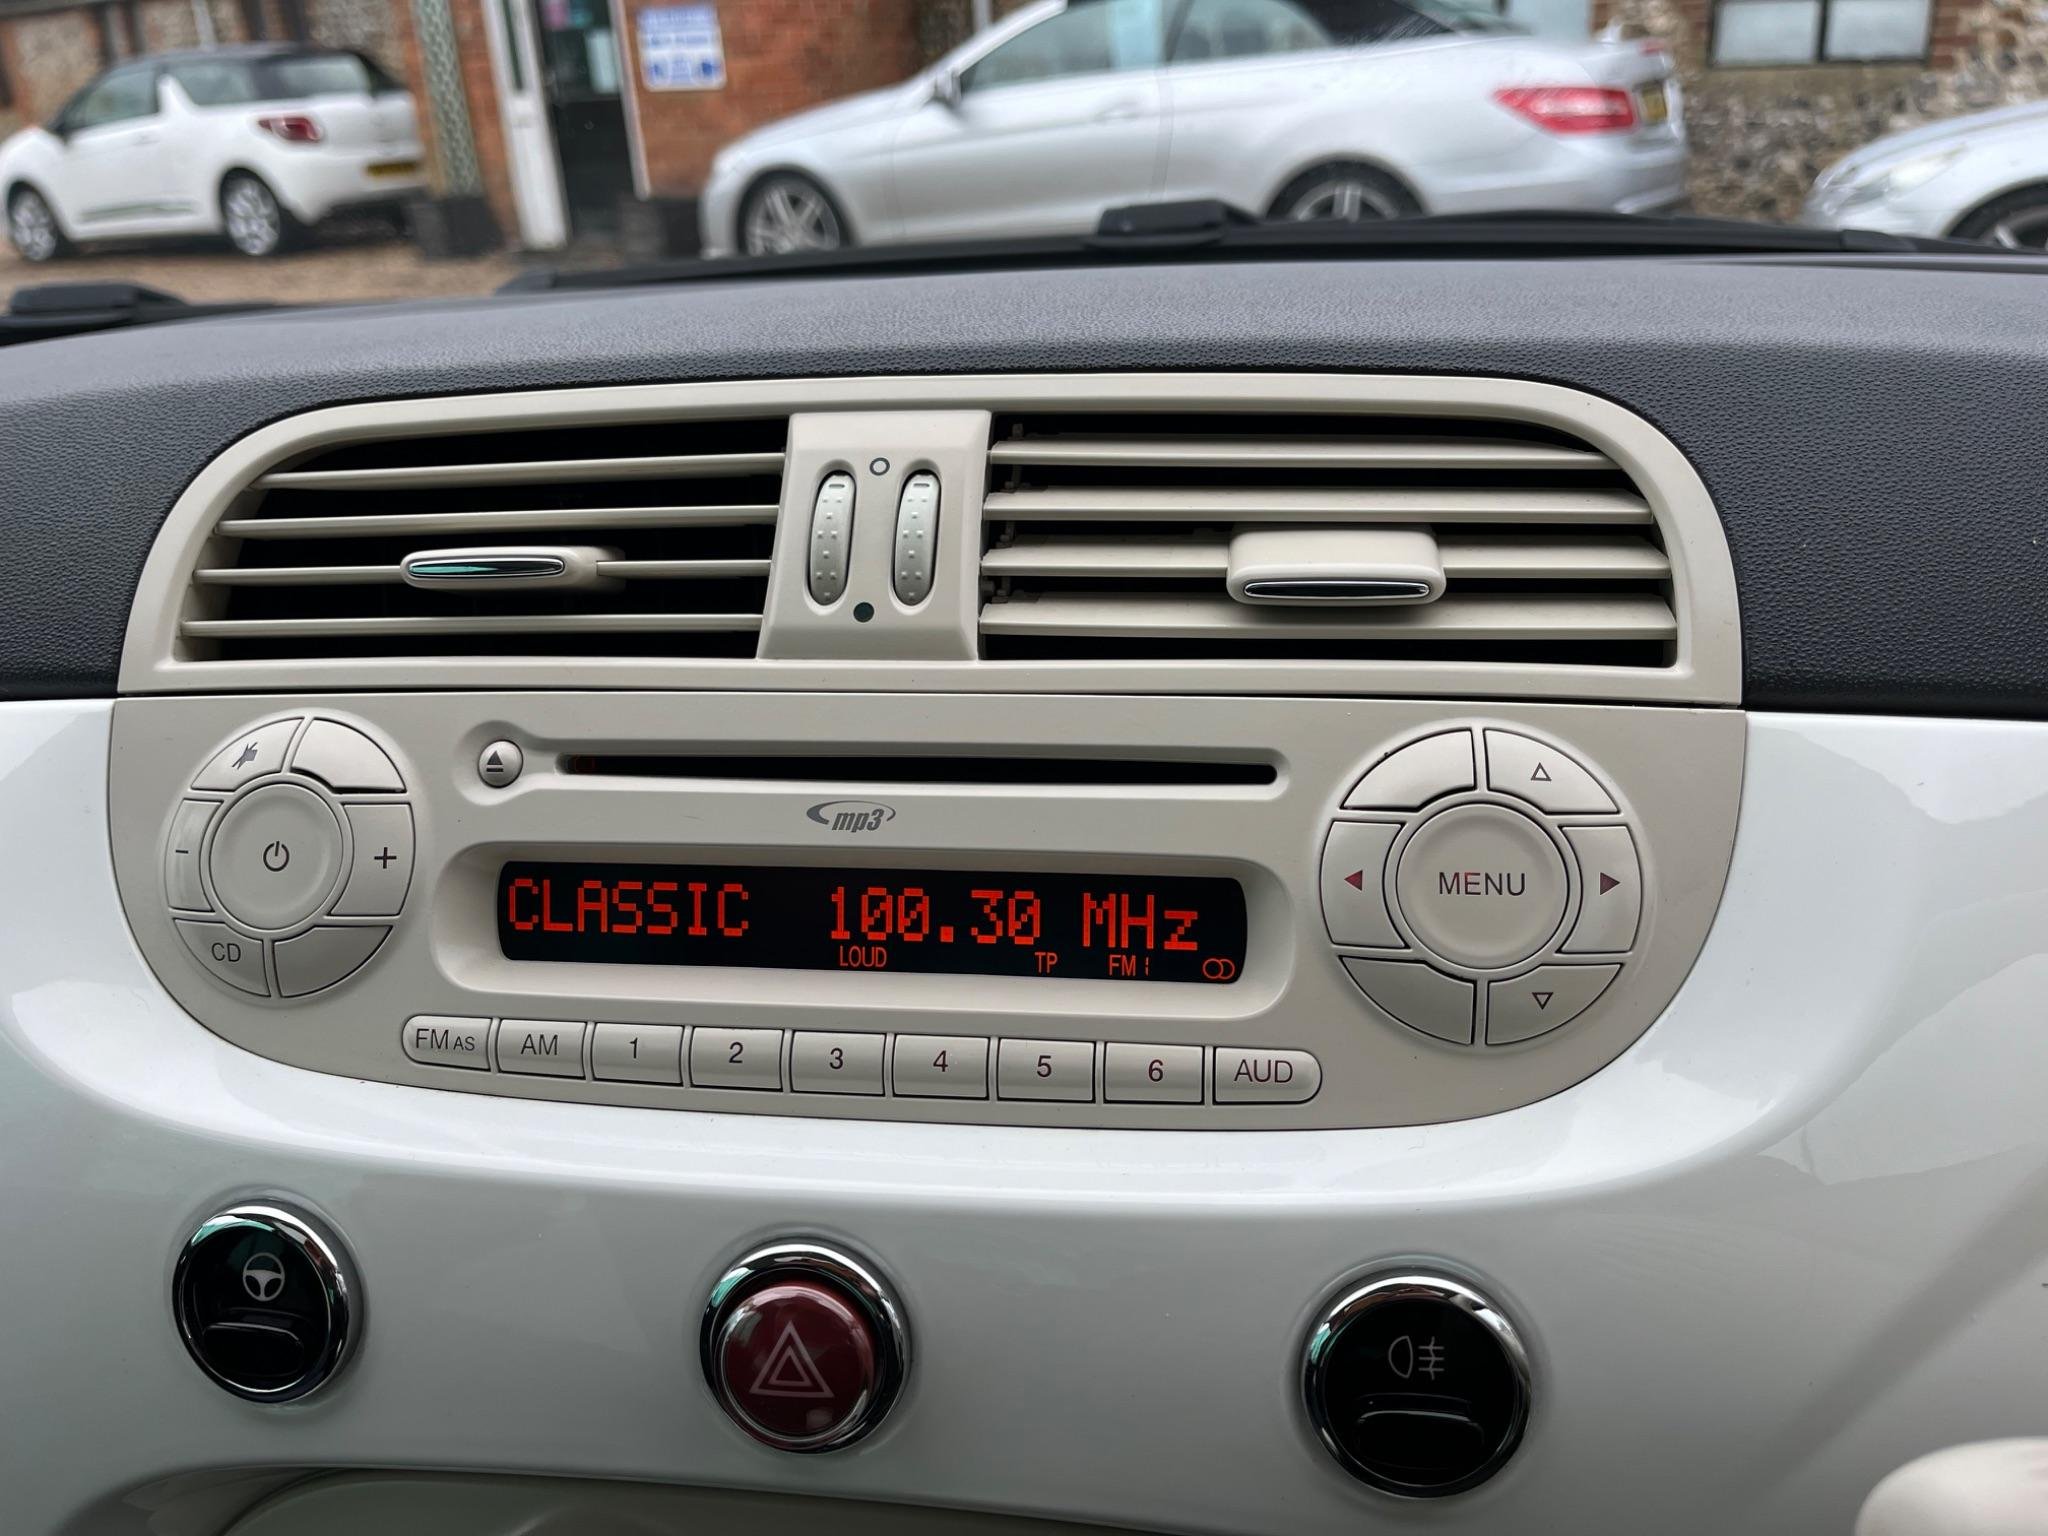 mp3
CLASSIC 100.30 MHz
LOUD TP FM1
MENU
CD
FM AS AM 1 2 3 4 5 6 AUD